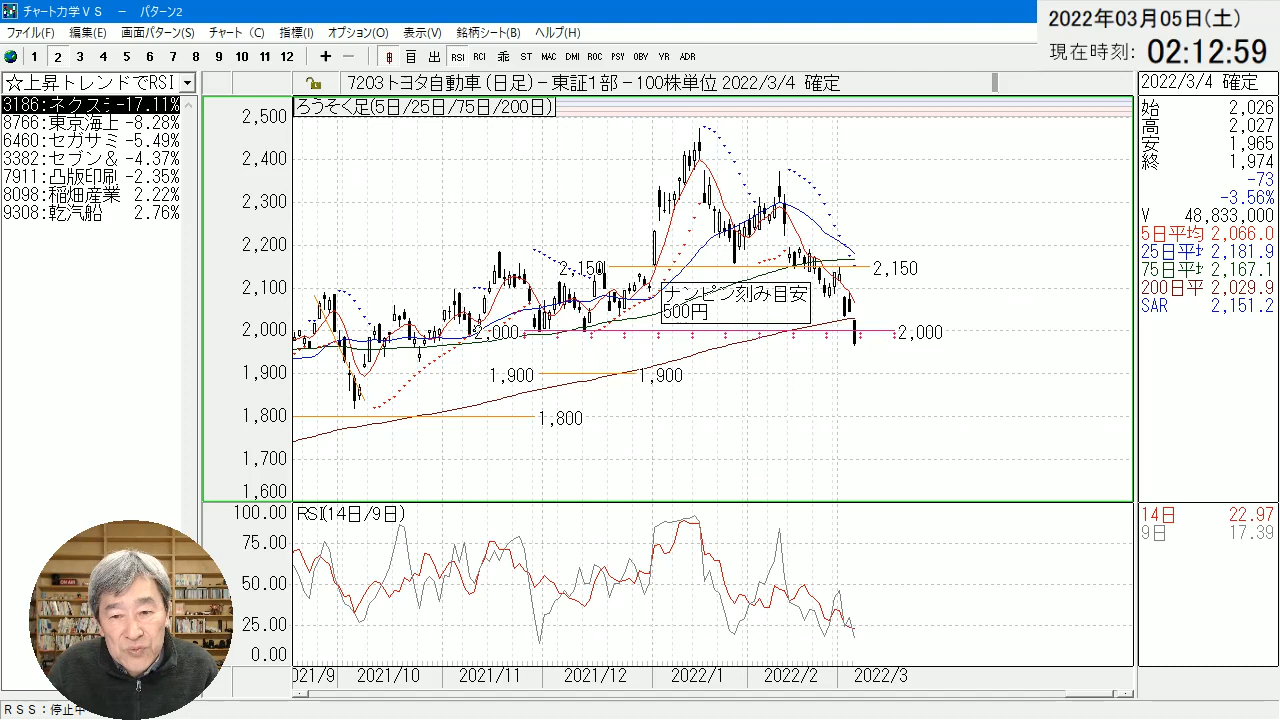 チャート力学VS － パターン2
2022年03月05日(土)
現在時刻: 02:12:59
ファイル(F) 編集(E) 画面パターン(S) チャート (C) 指標(I) オプション(O) 表示(V) 銘柄シート(B) ヘルプ(H)
1 2 3 4 5 6 7 8 9 10 11 12 + － 日 出 RSI RCI 乖 ST MAC DMI ROC PSY OBV VR ADR
☆上昇トレンドでRSI
7203トヨタ自動車 (日足)－東証1部－100株単位 2022/3/4 確定
2022/3/4 確定
3186:ネクステ -17.11%
8766:東京海上 -8.28%
6460:セガサミ -5.49%
3382:セブン& -4.37%
7911:凸版印刷 -2.35%
8098:稲畑産業 2.22%
9308:乾汽船 2.76%
ろうそく足(5日/25日/75日/200日)
2,500
2,400
2,300
2,200
2,100
2,000
1,900
1,800
1,700
1,600
2,150
2,150
ナンピン刻み目安
500円
2,000
2,000
1,900
1,900
1,800
始 2,026
高 2,027
安 1,965
終 1,974
-73
-3.56%
V 48,833,000
5日平均 2,066.0
25日平均 2,181.9
75日平均 2,167.1
200日平 2,029.9
SAR 2,151.2
RSI(14日/9日)
100.00
75.00
50.00
25.00
0.00
14日 22.97
9日 17.39
021/9 2021/10 2021/11 2021/12 2022/1 2022/2 2022/3
RSS：停止中